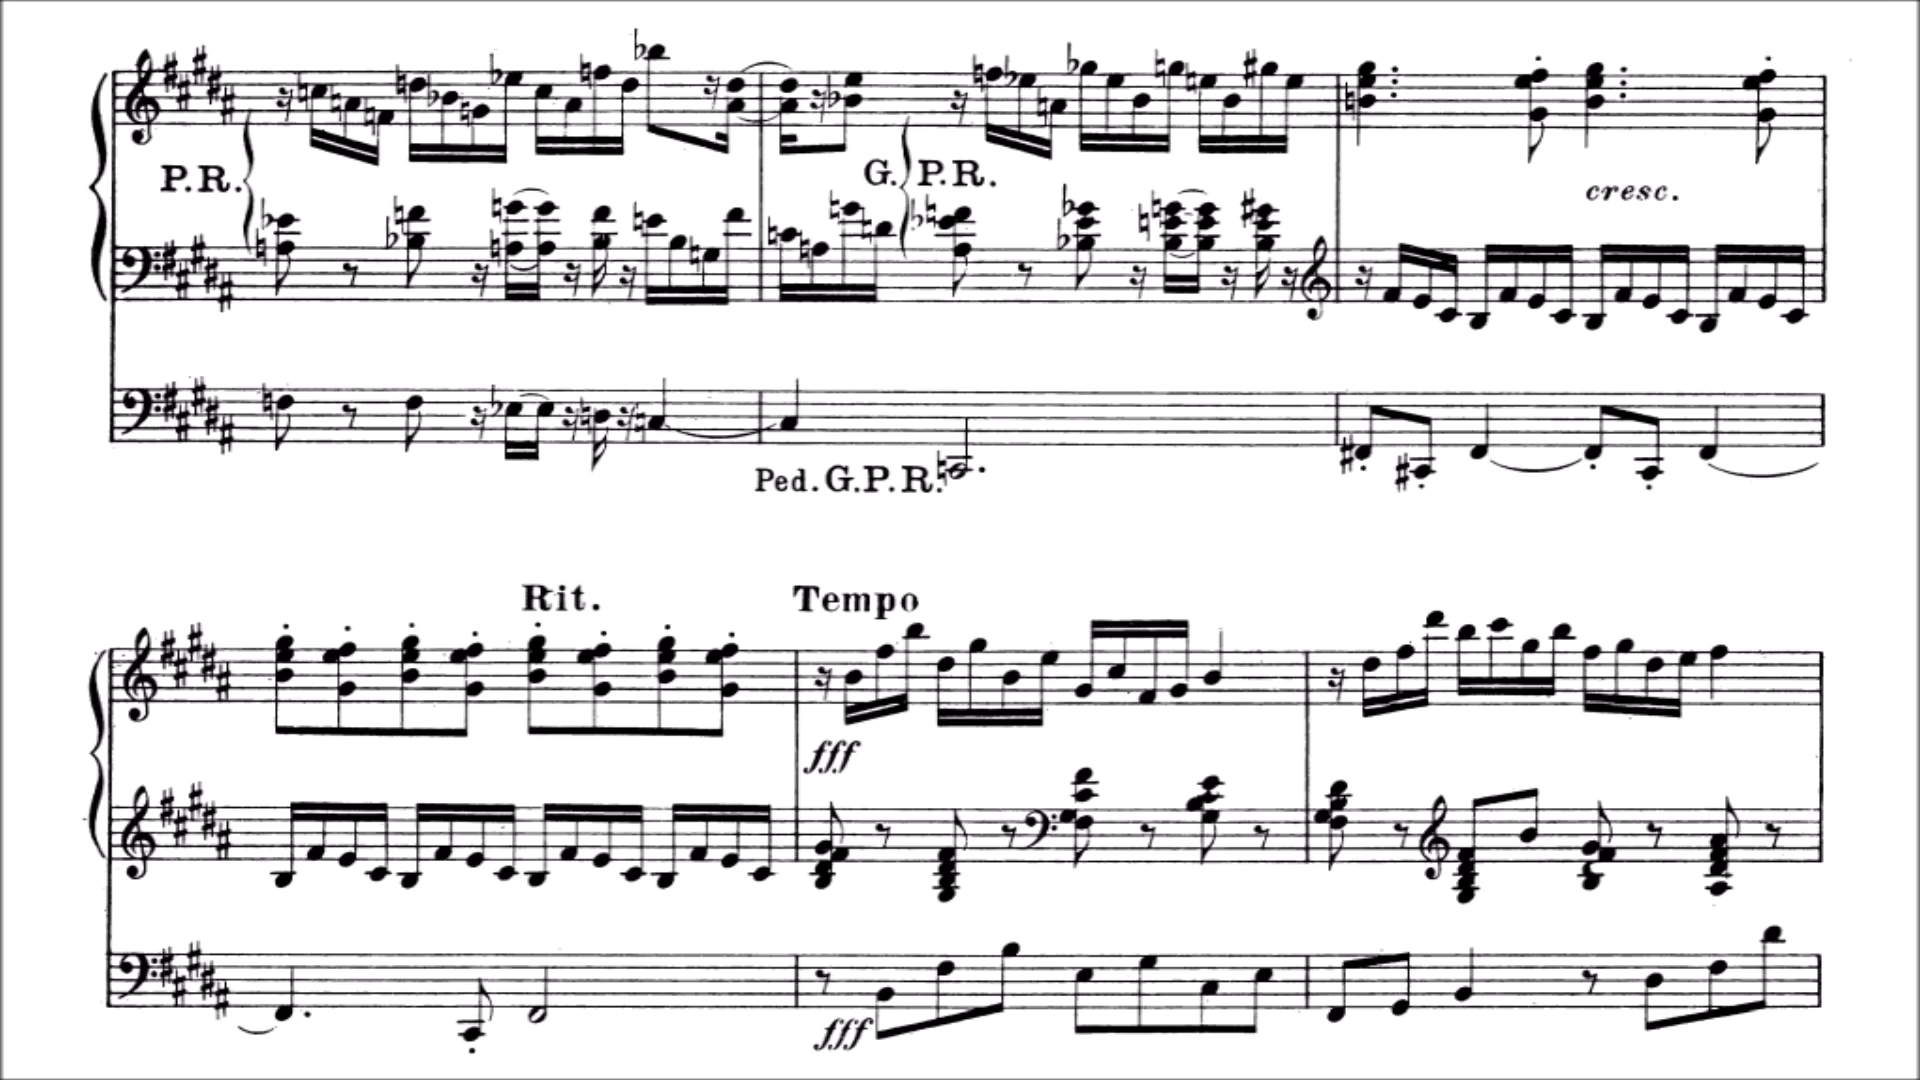 P.R.
G. P.R.
cresc.
Ped. G.P.R.
Rit. Tempo
fff
fff